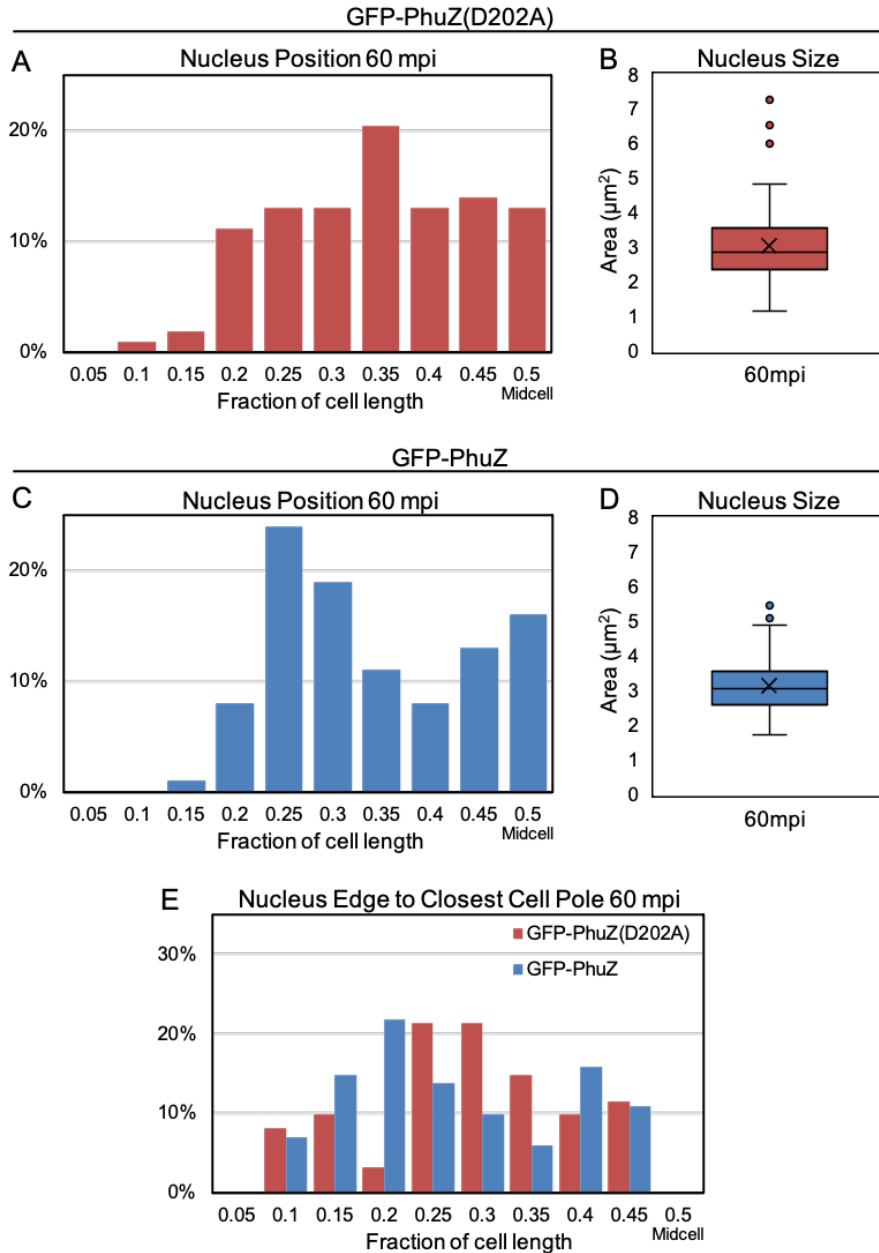 GFP-PhuZ(D202A)
A
Nucleus Position 60 mpi
20%
10%
0%
0.05 0.1 0.15 0.2 0.25 0.3 0.35 0.4 0.45 0.5
Midcell
Fraction of cell length
B
Nucleus Size
Area (µm²)
8
7
6
5
4
3
2
1
0
60mpi
GFP-PhuZ
C
Nucleus Position 60 mpi
20%
10%
0%
0.05 0.1 0.15 0.2 0.25 0.3 0.35 0.4 0.45 0.5
Midcell
Fraction of cell length
D
Nucleus Size
Area (µm²)
8
7
6
5
4
3
2
1
0
60mpi
E
Nucleus Edge to Closest Cell Pole 60 mpi
GFP-PhuZ(D202A)
GFP-PhuZ
30%
20%
10%
0%
0.05 0.1 0.15 0.2 0.25 0.3 0.35 0.4 0.45 0.5
Midcell
Fraction of cell length